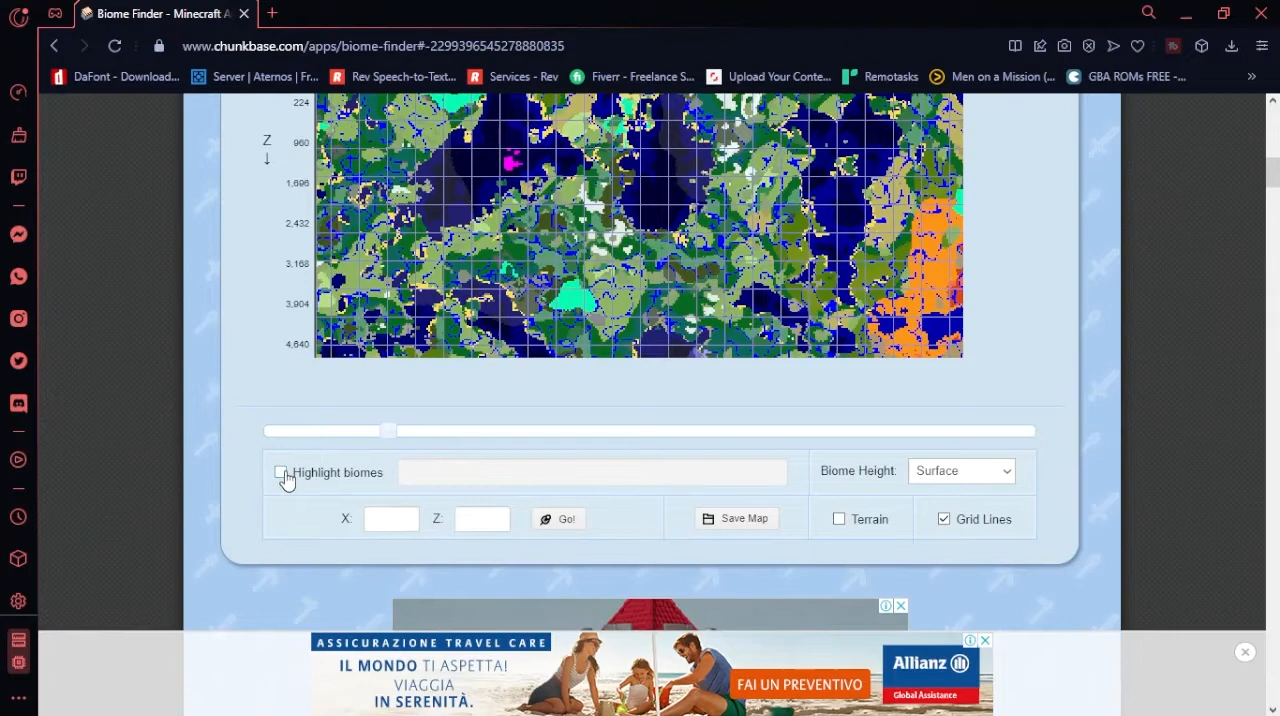 Biome Finder - Minecraft A
www.chunkbase.com/apps/biome-finder#-2299396545278880835
DaFont - Download...
Server | Aternos | Fr...
Rev Speech-to-Text...
Services - Rev
Fiverr - Freelance S...
Upload Your Conte...
Remotasks
Men on a Mission (...
GBA ROMs FREE -...
224
Z
960
1,696
2,432
3,168
3,904
4,640
Highlight biomes
Biome Height:
Surface
X:
Z:
Go!
Save Map
Terrain
Grid Lines
ASSICURAZIONE TRAVEL CARE
IL MONDO TI ASPETTA!
VIAGGIA
IN SERENITÀ.
FAI UN PREVENTIVO
Allianz
Global Assistance